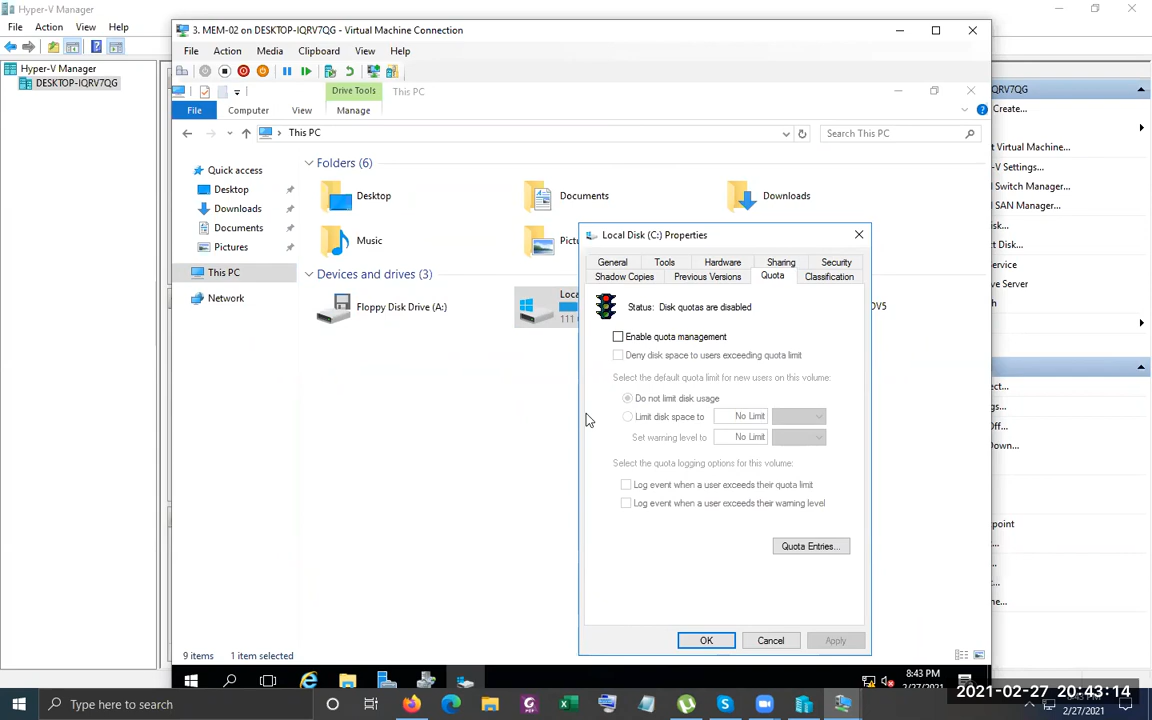 Hyper-V Manager
File Action View Help
Hyper-V Manager
DESKTOP-IQRV7QG
3. MEM-02 on DESKTOP-IQRV7QG - Virtual Machine Connection
File Action Media Clipboard View Help
Drive Tools
This PC
File Computer View Manage
This PC
Search This PC
Quick access
Desktop
Downloads
Documents
Pictures
This PC
Network
Folders (6)
Desktop
Documents
Downloads
Music
Devices and drives (3)
Floppy Disk Drive (A:)
Local Disk (C:) Properties
General Tools Hardware Sharing Security
Shadow Copies Previous Versions Quota Classification
Status: Disk quotas are disabled
Enable quota management
Deny disk space to users exceeding quota limit
Select the default quota limit for new users on this volume:
Do not limit disk usage
Limit disk space to No Limit
Set warning level to No Limit
Select the quota logging options for this volume:
Log event when a user exceeds their quota limit
Log event when a user exceeds their warning level
Quota Entries...
OK Cancel Apply
9 items 1 item selected
QRV7QG
Create...
t Virtual Machine...
-V Settings...
l Switch Manager...
l SAN Manager...
sk...
t Disk...
ervice
ve Server
h
ect...
gs...
ff...
own...
point
8:43 PM
2021-02-27 20:43:14
Type here to search
2/27/2021